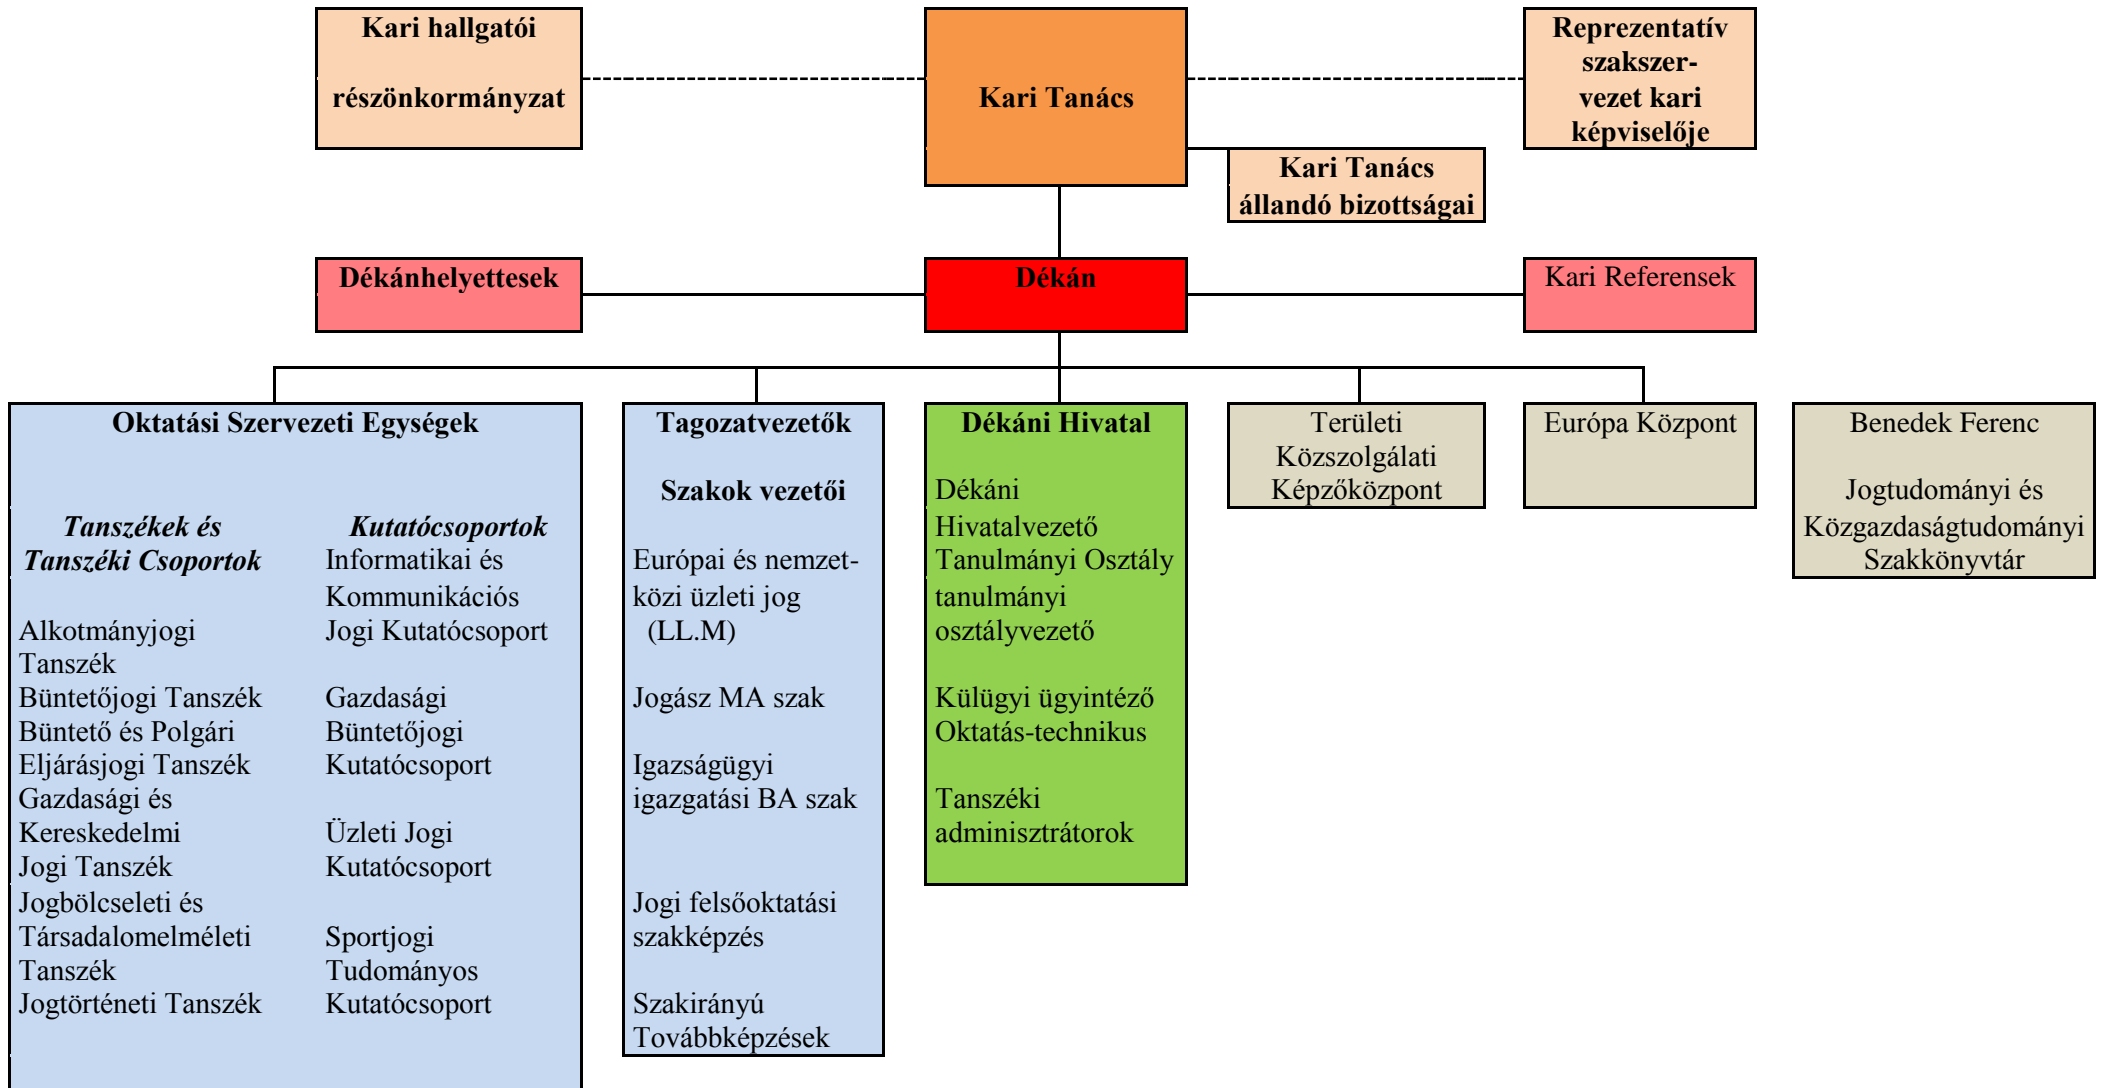 Kari hallgatói
részönkormányzat
Kari Tanács
Reprezentatív
szakszer-
vezet kari
képviselője
Kari Tanács
állandó bizottságai
Dékánhelyettesek
Dékán
Kari Referensek
Oktatási Szervezeti Egységek
Tanszékek és
Tanszéki Csoportok
Alkotmányjogi
Tanszék
Büntetőjogi Tanszék
Büntető és Polgári
Eljárásjogi Tanszék
Gazdasági és
Kereskedelmi
Jogi Tanszék
Jogbölcseleti és
Társadalomelméleti
Tanszék
Jogtörténeti Tanszék
Kutatócsoportok
Informatikai és
Kommunikációs
Jogi Kutatócsoport
Gazdasági
Büntetőjogi
Kutatócsoport
Üzleti Jogi
Kutatócsoport
Sportjogi
Tudományos
Kutatócsoport
Tagozatvezetők
Szakok vezetői
Európai és nemzet-
közi üzleti jog
(LL.M)
Jogász MA szak
Igazságügyi
igazgatási BA szak
Jogi felsőoktatási
szakképzés
Szakirányú
Továbbképzések
Dékáni Hivatal
Dékáni
Hivatalvezető
Tanulmányi Osztály
tanulmányi
osztályvezető
Külügyi ügyintéző
Oktatás-technikus
Tanszéki
adminisztrátorok
Területi
Közszolgálati
Képzőközpont
Európa Központ
Benedek Ferenc
Jogtudományi és
Közgazdaságtudományi
Szakkönyvtár